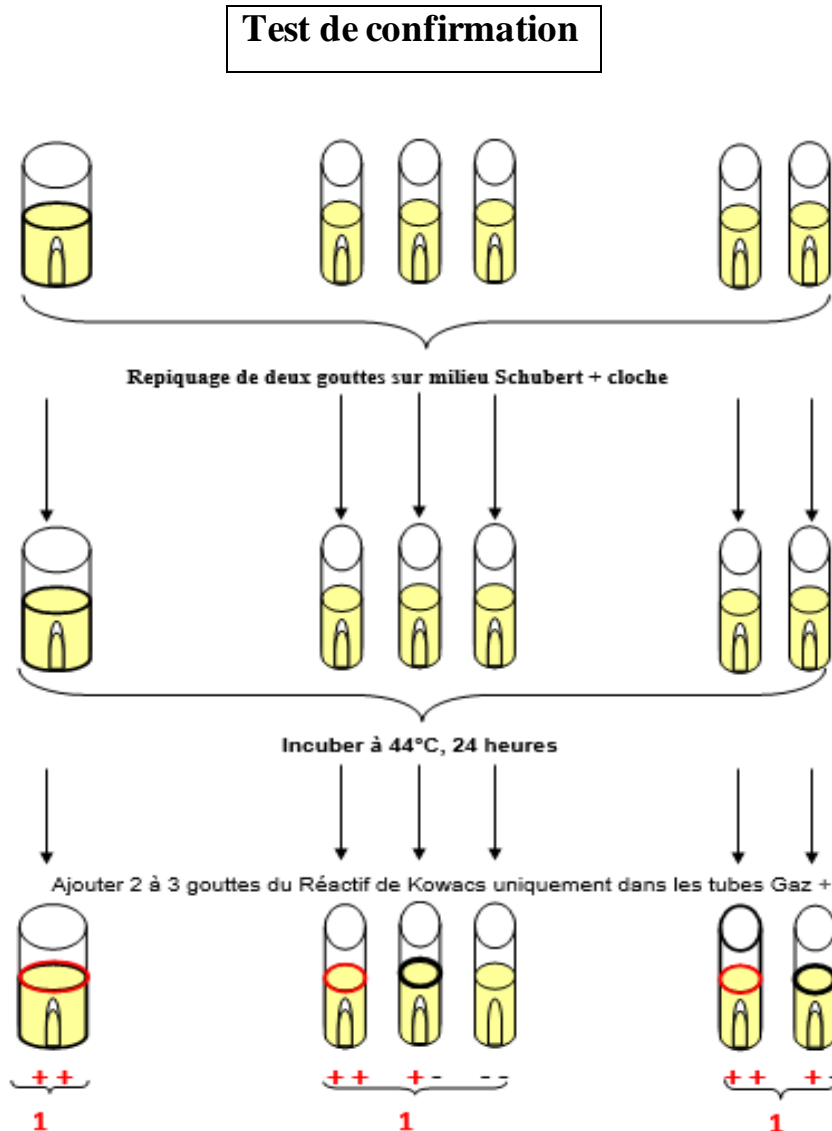 Test de confirmation
Repiquage de deux gouttes sur milieu Schubert + cloche
Incuber à 44°C, 24 heures
Ajouter 2 à 3 gouttes du Réactif de Kowacs uniquement dans les tubes Gaz +
+ + + + + - - - + + + -
1 1 1